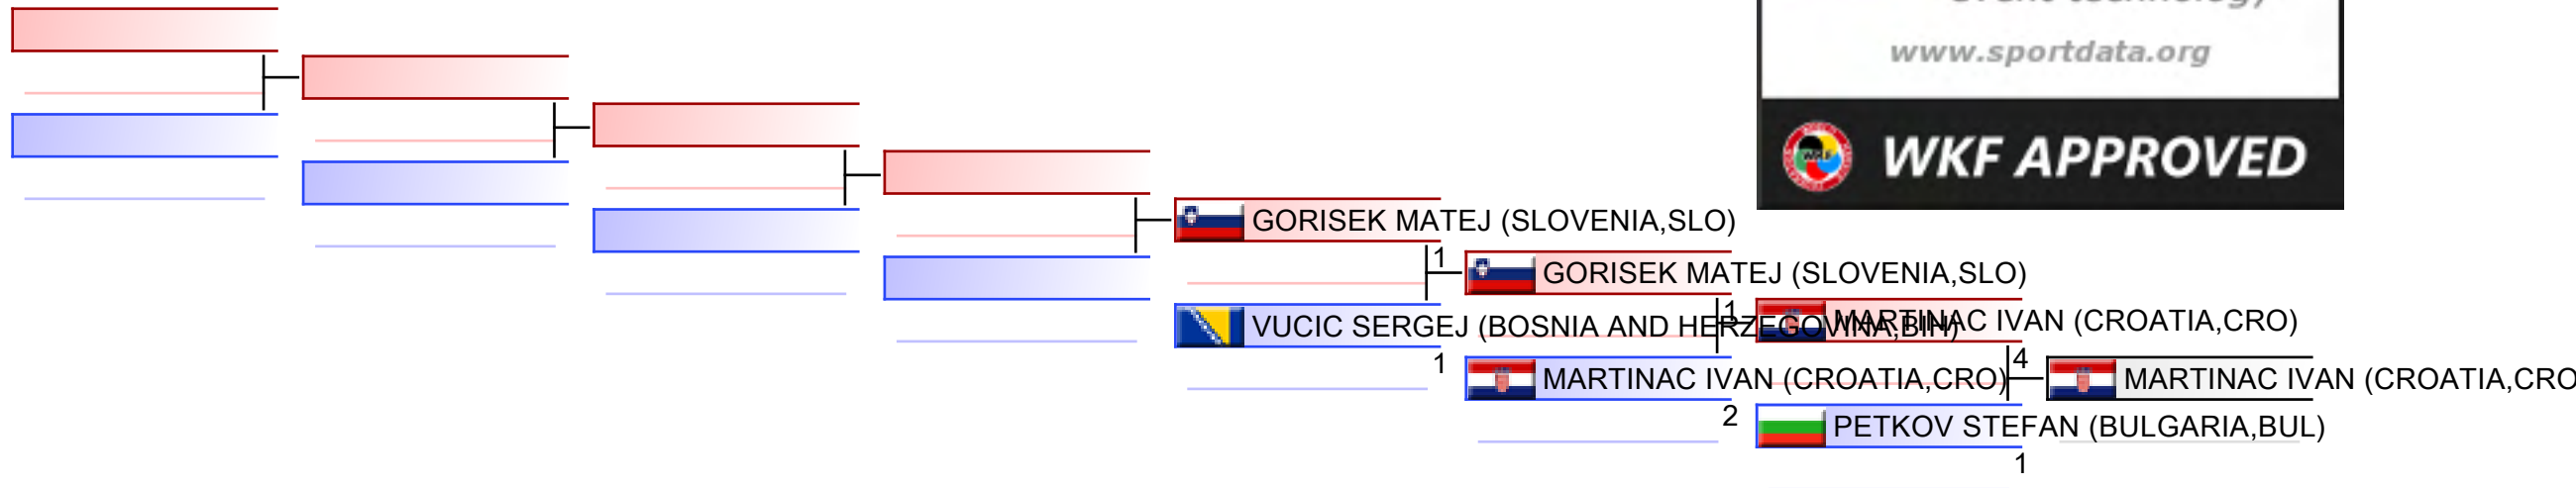 event technology
www.sportdata.org
WKF APPROVED
GORISEK MATEJ (SLOVENIA,SLO)
1
GORISEK MATEJ (SLOVENIA,SLO)
VUCIC SERGEJ (BOSNIA AND HERZEGOVINA,BIH)
1
1
MARTINAC IVAN (CROATIA,CRO)
MARTINAC IVAN (CROATIA,CRO)
2
4
MARTINAC IVAN (CROATIA,CRO
PETKOV STEFAN (BULGARIA,BUL)
1